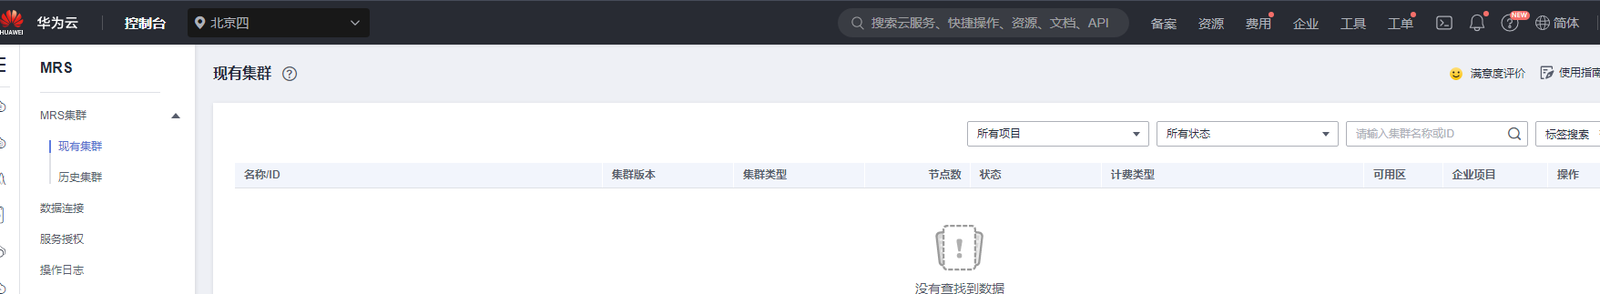 HUAWEI 华为云 控制台 北京四 搜索云服务、快捷操作、资源、文档、API 备案 资源 费用 企业 工具 工单 NEW 简体
MRS
现有集群
满意度评价 使用指南
MRS集群
现有集群
历史集群
数据连接
服务授权
操作日志
所有项目 所有状态 请输入集群名称或ID 标签搜索
名称/ID 集群版本 集群类型 节点数 状态 计费类型 可用区 企业项目 操作
没有查找到数据